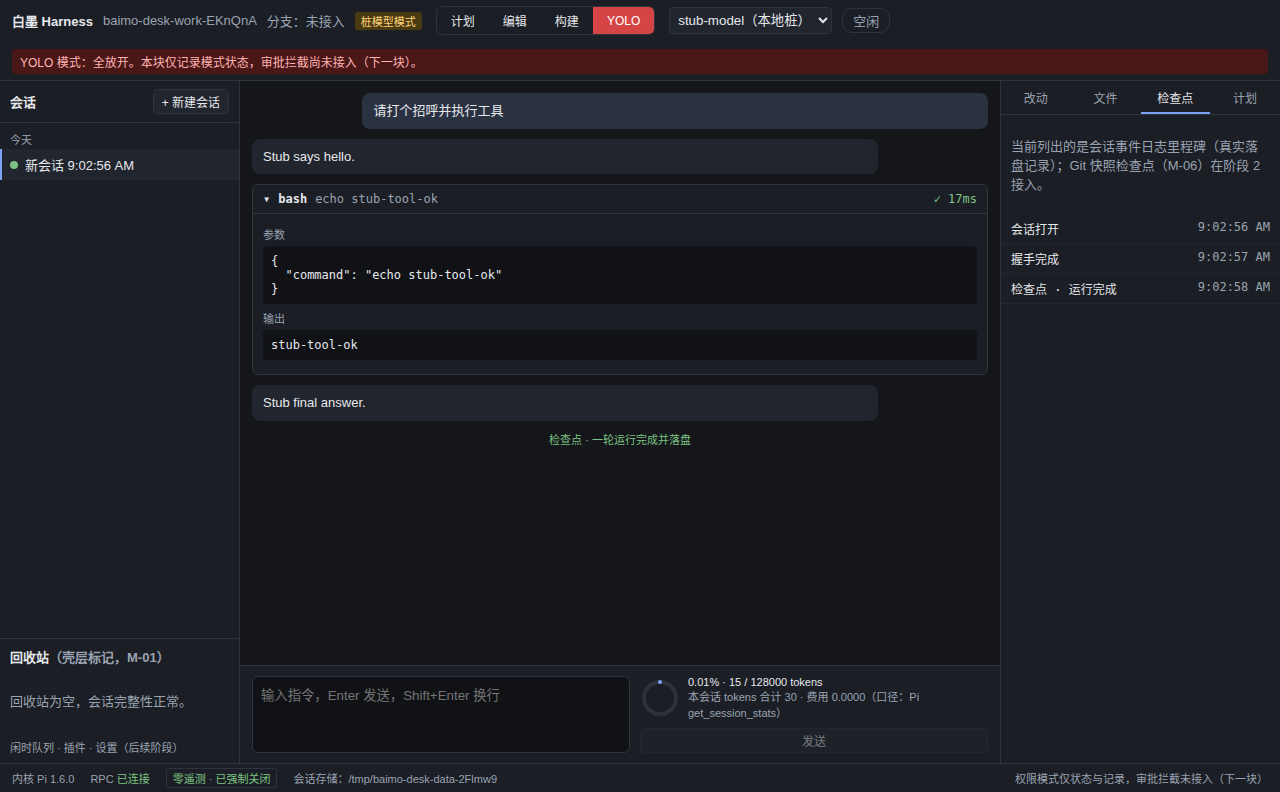 白墨 Harness baimo-desk-work-EKnQnA 分支：未接入 桩模型模式 计划 编辑 构建 YOLO stub-model（本地桩） 空闲
YOLO 模式：全放开。本块仅记录模式状态，审批拦截尚未接入（下一块）。
会话 + 新建会话
今天
新会话 9:02:56 AM
回收站（壳层标记，M-01）
回收站为空，会话完整性正常。
闲时队列 · 插件 · 设置（后续阶段）
请打个招呼并执行工具
Stub says hello.
▾ bash echo stub-tool-ok ✓ 17ms
参数
{
"command": "echo stub-tool-ok"
}
输出
stub-tool-ok
Stub final answer.
检查点 · 一轮运行完成并落盘
输入指令，Enter 发送，Shift+Enter 换行
0.01% · 15 / 128000 tokens
本会话 tokens 合计 30 · 费用 0.0000（口径：Pi
get_session_stats）
发送
改动 文件 检查点 计划
当前列出的是会话事件日志里程碑（真实落
盘记录）；Git 快照检查点（M-06）在阶段 2
接入。
会话打开 9:02:56 AM
握手完成 9:02:57 AM
检查点 · 运行完成 9:02:58 AM
内核 Pi 1.6.0 RPC 已连接 零遥测 · 已强制关闭 会话存储：/tmp/baimo-desk-data-2Flmw9 权限模式仅状态与记录，审批拦截未接入（下一块）